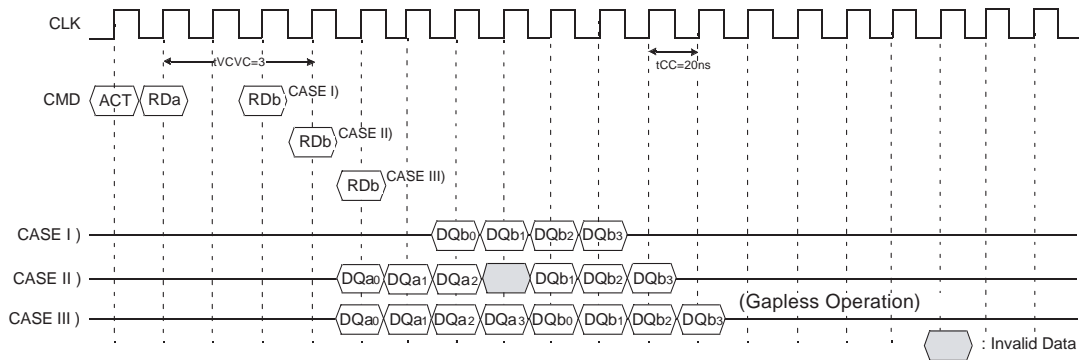 CLK
tVCVC=3
tCC=20ns
CMD
ACT
RDa
RDb
CASE I)
RDb
CASE II)
RDb
CASE III)
CASE I )
DQb0
DQb1
DQb2
DQb3
CASE II )
DQa0
DQa1
DQa2
DQb1
DQb2
DQb3
(Gapless Operation)
CASE III )
DQa0
DQa1
DQa2
DQa3
DQb0
DQb1
DQb2
DQb3
: Invalid Data